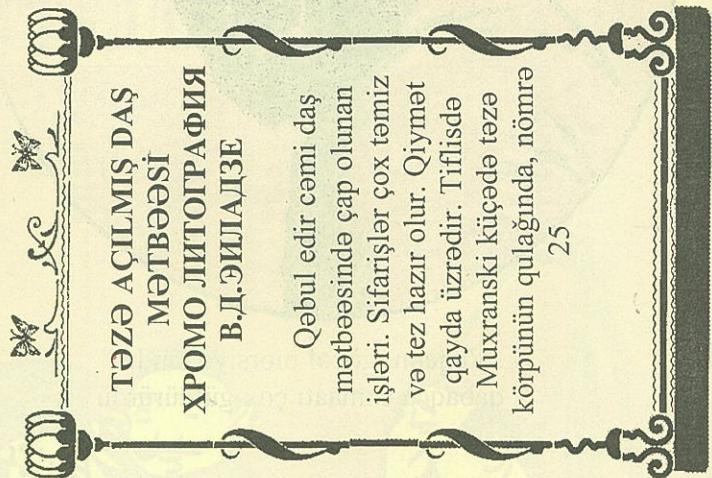 TƏZƏ AÇILMIŞ DAŞ
MƏTBƏƏSİ
ХРОМО ЛИТОГРАФИЯ
В.Д.ЭИЛАДЗЕ
Qəbul edir cəmi daş
mətbəəsində çap olunan
işləri. Sifarişlər çox təmiz
və tez hazır olur. Qiymət
qayda üzrədir. Tiflisdə
Muxranski küçədə təzə
körpünün qulağında, nömrə
25